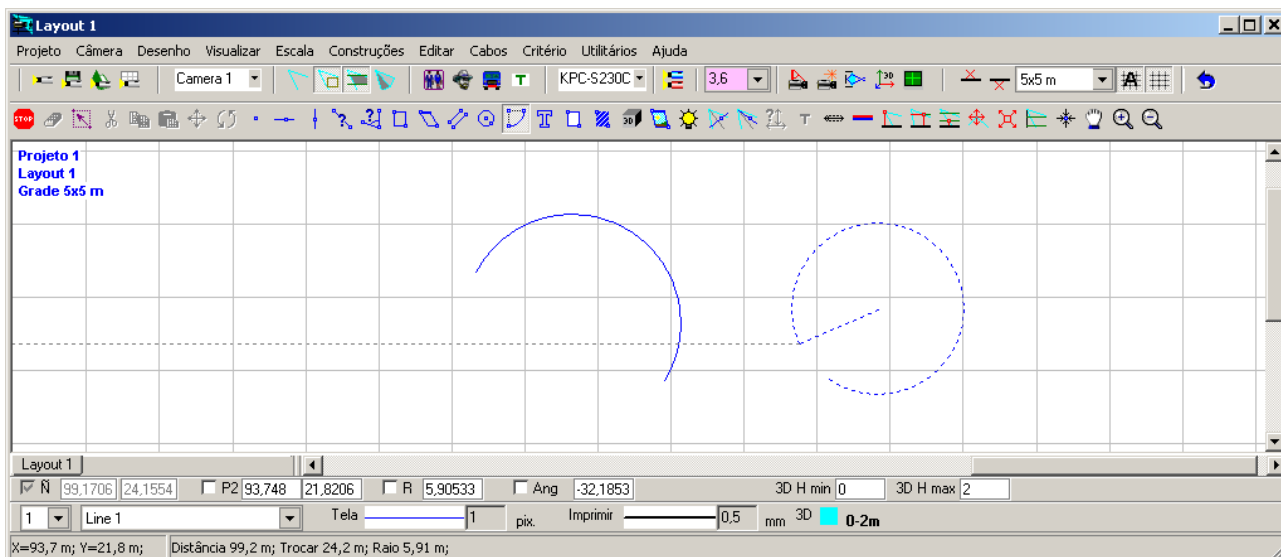 Layout 1
Projeto Câmera Desenho Visualizar Escala Construções Editar Cabos Critério Utilitários Ajuda
Camera 1 T KPC-S230C 3,6 3D 5x5 m A
STOP ? ? T 3D ? T
Projeto 1
Layout 1
Grade 5x5 m
Layout 1
Ñ 99,1706 24,1554 P2 93,748 21,8206 R 5,90533 Ang -32,1853 3D H min 0 3D H max 2
1 Line 1 Tela 1 pix. Imprimir 0,5 mm 3D 0-2m
X=93,7 m; Y=21,8 m; Distância 99,2 m; Trocar 24,2 m; Raio 5,91 m;